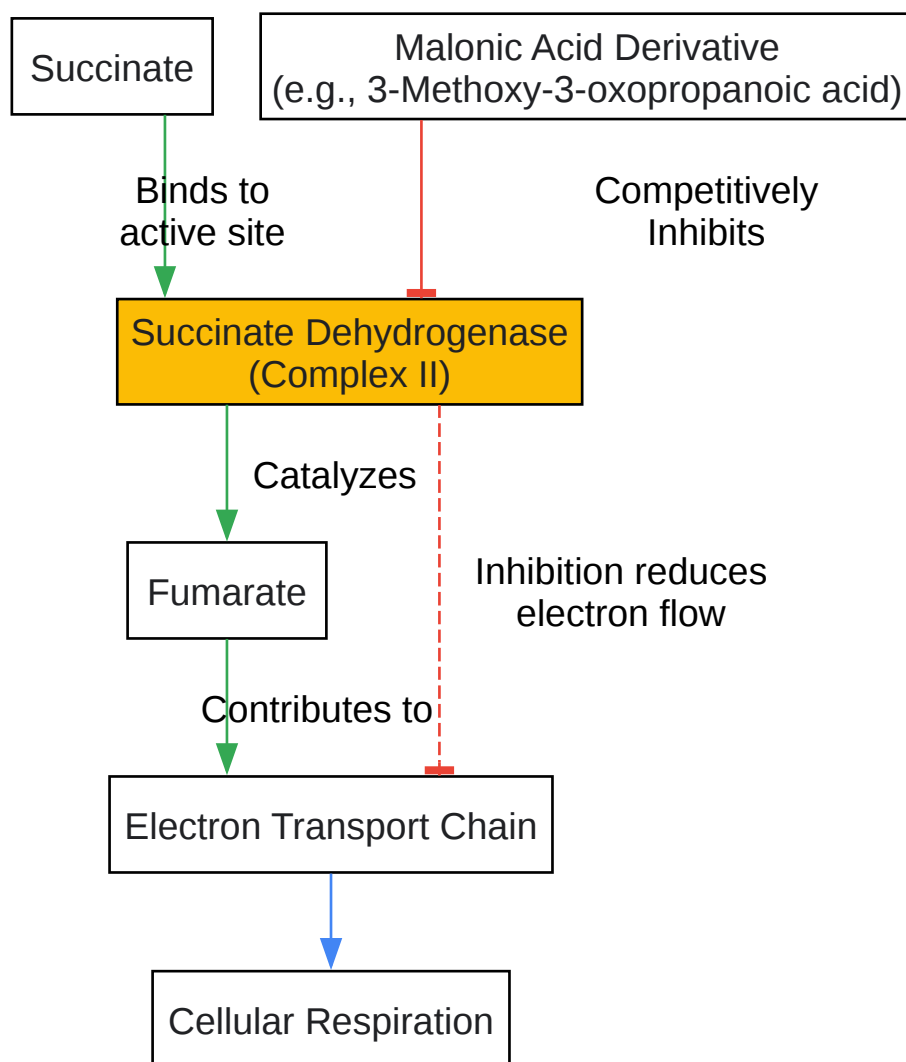 Succinate
Malonic Acid Derivative
(e.g., 3-Methoxy-3-oxopropanoic acid)
Binds to
active site
Competitively
Inhibits
Succinate Dehydrogenase
(Complex II)
Catalyzes
Fumarate
Inhibition reduces
electron flow
Contributes to
Electron Transport Chain
Cellular Respiration